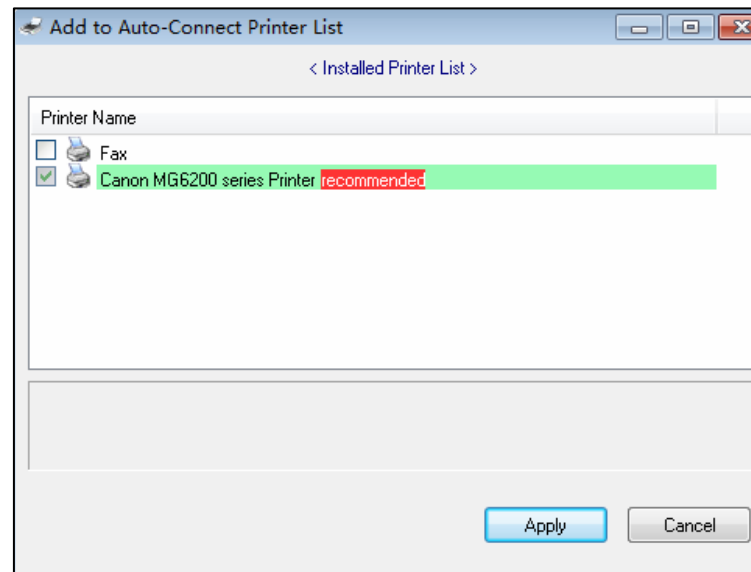 Add to Auto-Connect Printer List
< Installed Printer List >
Printer Name
Fax
Canon MG6200 series Printer recommended
Apply Cancel